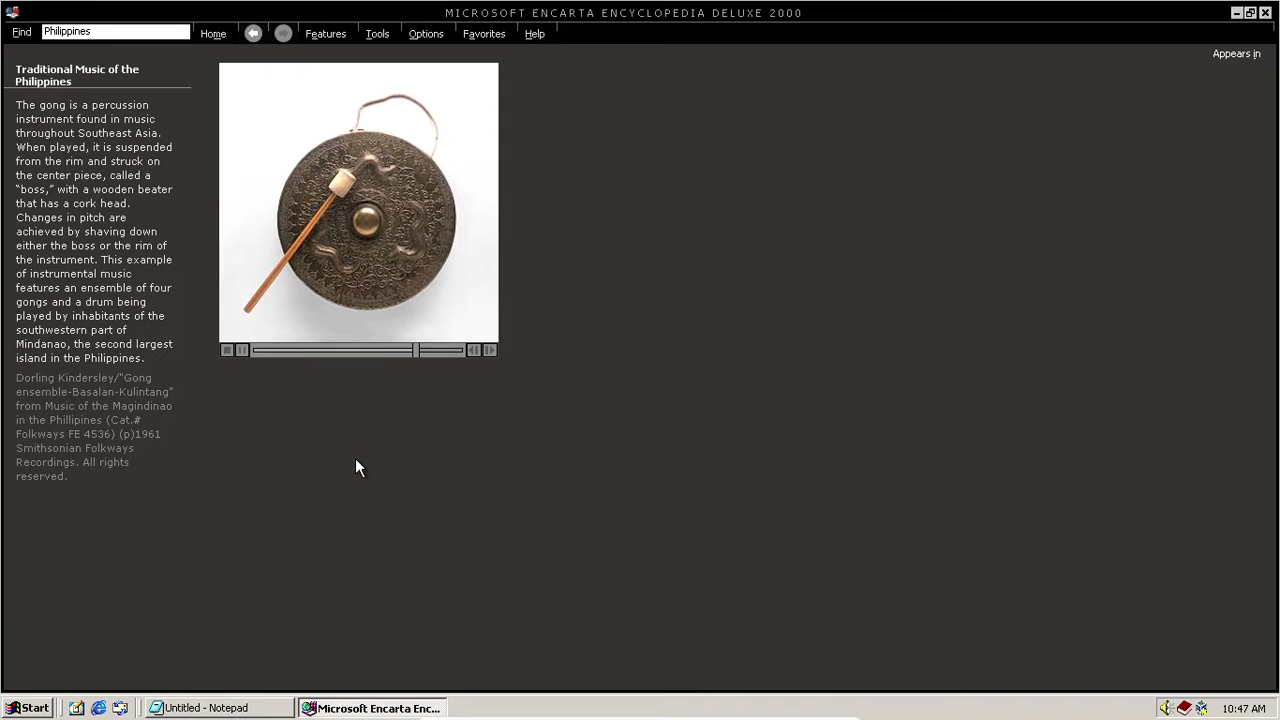 MICROSOFT ENCARTA ENCYCLOPEDIA DELUXE 2000
Find Philippines Home Features Tools Options Favorites Help
Appears in
Traditional Music of the
Philippines
The gong is a percussion
instrument found in music
throughout Southeast Asia.
When played, it is suspended
from the rim and struck on
the center piece, called a
“boss,” with a wooden beater
that has a cork head.
Changes in pitch are
achieved by shaving down
either the boss or the rim of
the instrument. This example
of instrumental music
features an ensemble of four
gongs and a drum being
played by inhabitants of the
southwestern part of
Mindanao, the second largest
island in the Philippines.
Dorling Kindersley/"Gong
ensemble-Basalan-Kulintang"
from Music of the Magindinao
in the Phillipines (Cat.#
Folkways FE 4536) (p)1961
Smithsonian Folkways
Recordings. All rights
reserved.
Start Untitled - Notepad Microsoft Encarta Enc... 10:47 AM